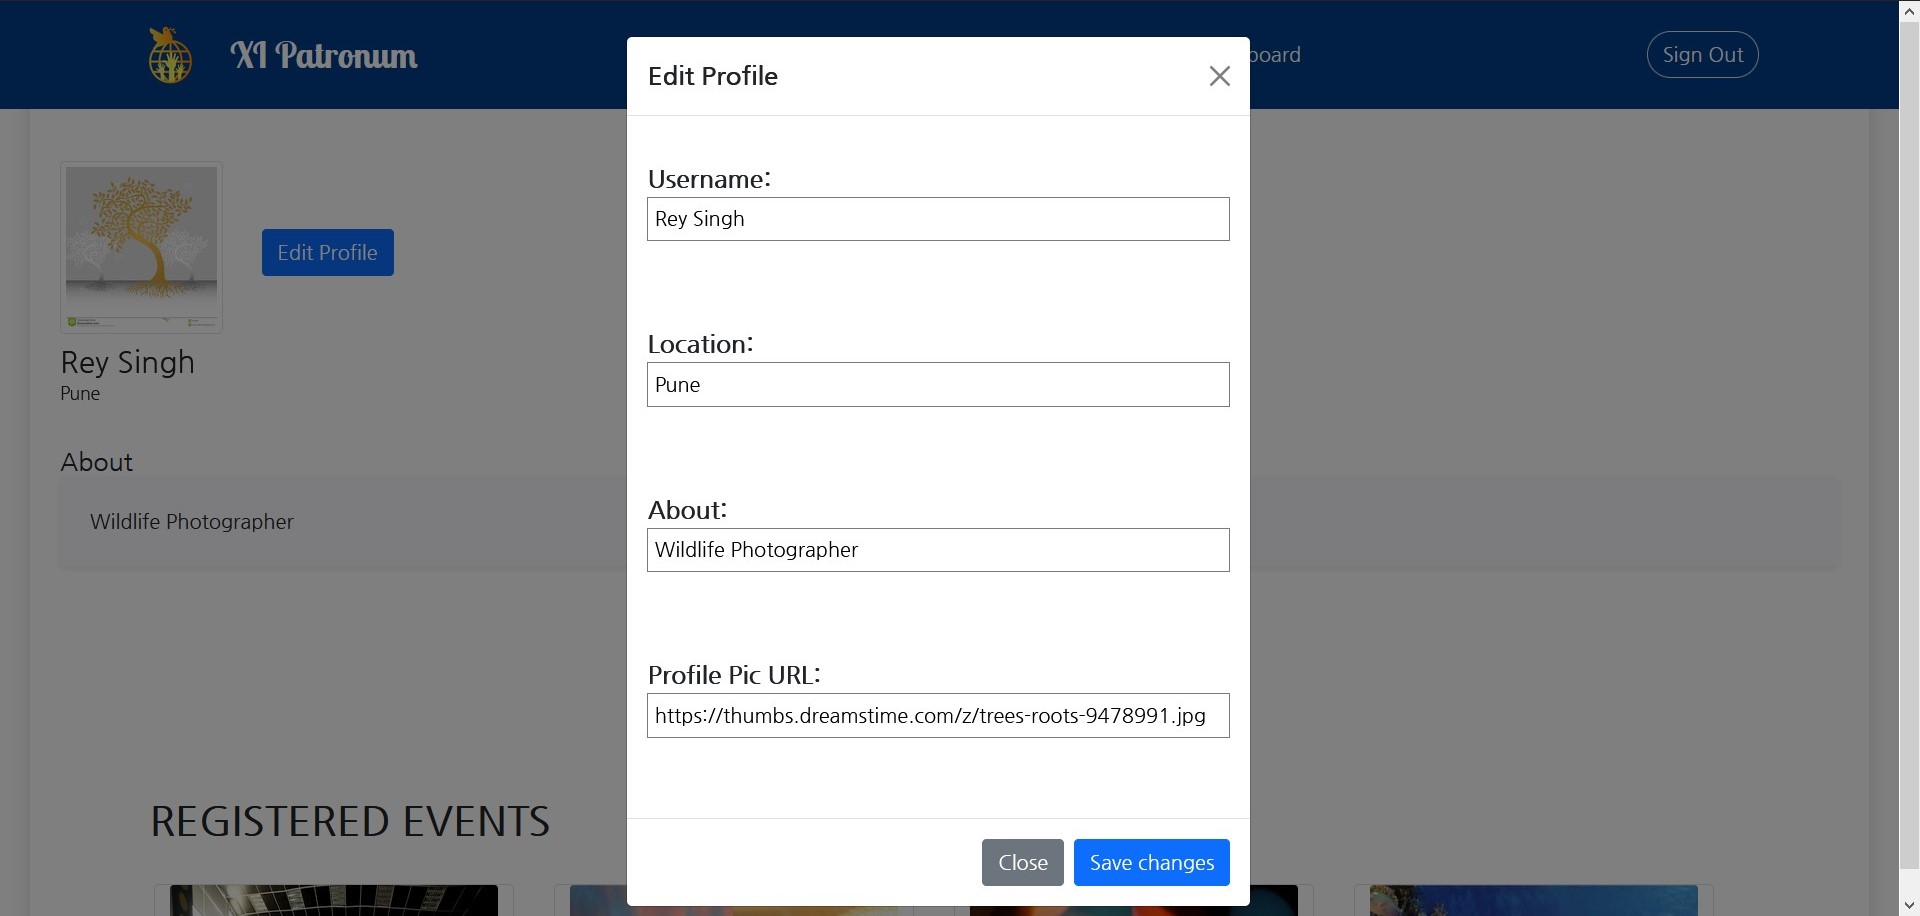 XI Patronum
board
Sign Out
Edit Profile
Username:
Rey Singh
Location:
Pune
About:
Wildlife Photographer
Profile Pic URL:
https://thumbs.dreamstime.com/z/trees-roots-9478991.jpg
Close
Save changes
Edit Profile
Rey Singh
Pune
About
Wildlife Photographer
REGISTERED EVENTS